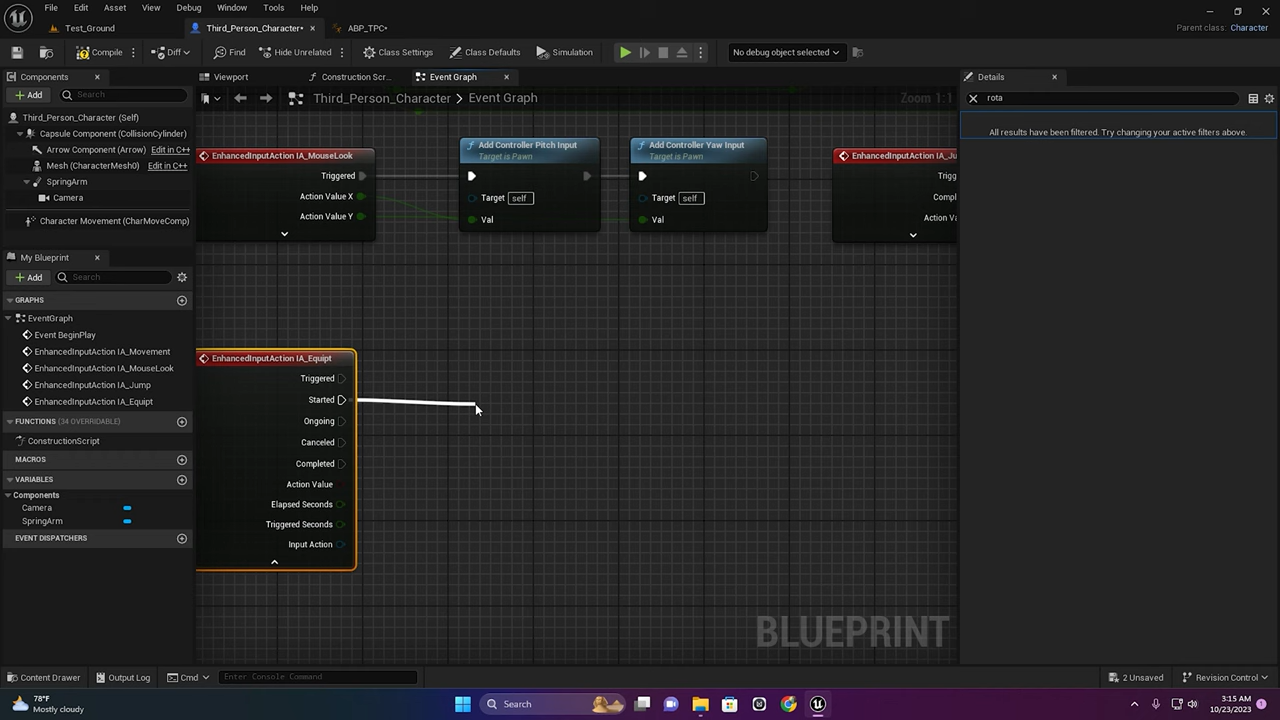 File Edit Asset View Debug Window Tools Help
Test_Ground
Third_Person_Character*
ABP_TPC*
Parent class: Character
Compile
Diff
Find
Hide Unrelated
Class Settings
Class Defaults
Simulation
No debug object selected
Components
Viewport
Construction Scr...
Event Graph
Details
Add
Search
Third_Person_Character > Event Graph
Zoom 1:1
rota
All results have been filtered. Try changing your active filters above.
Third_Person_Character (Self)
Capsule Component (CollisionCylinder)
Arrow Component (Arrow) Edit in C++
Mesh (CharacterMesh0) Edit in C++
SpringArm
Camera
Character Movement (CharMoveComp)
My Blueprint
Add
Search
GRAPHS
EventGraph
Event BeginPlay
EnhancedInputAction IA_Movement
EnhancedInputAction IA_MouseLook
EnhancedInputAction IA_Jump
EnhancedInputAction IA_Equipt
FUNCTIONS (34 OVERRIDABLE)
ConstructionScript
MACROS
VARIABLES
Components
Camera
SpringArm
EVENT DISPATCHERS
EnhancedInputAction IA_MouseLook
Triggered
Action Value X
Action Value Y
Add Controller Pitch Input
Target is Pawn
Target self
Val
Add Controller Yaw Input
Target is Pawn
Target self
Val
EnhancedInputAction IA_Ju
Trigg
Comple
Action Va
EnhancedInputAction IA_Equipt
Triggered
Started
Ongoing
Canceled
Completed
Action Value
Elapsed Seconds
Triggered Seconds
Input Action
BLUEPRINT
Content Drawer
Output Log
Cmd
Enter Console Command
2 Unsaved
Revision Control
78°F
Mostly cloudy
Search
3:15 AM
10/23/2023